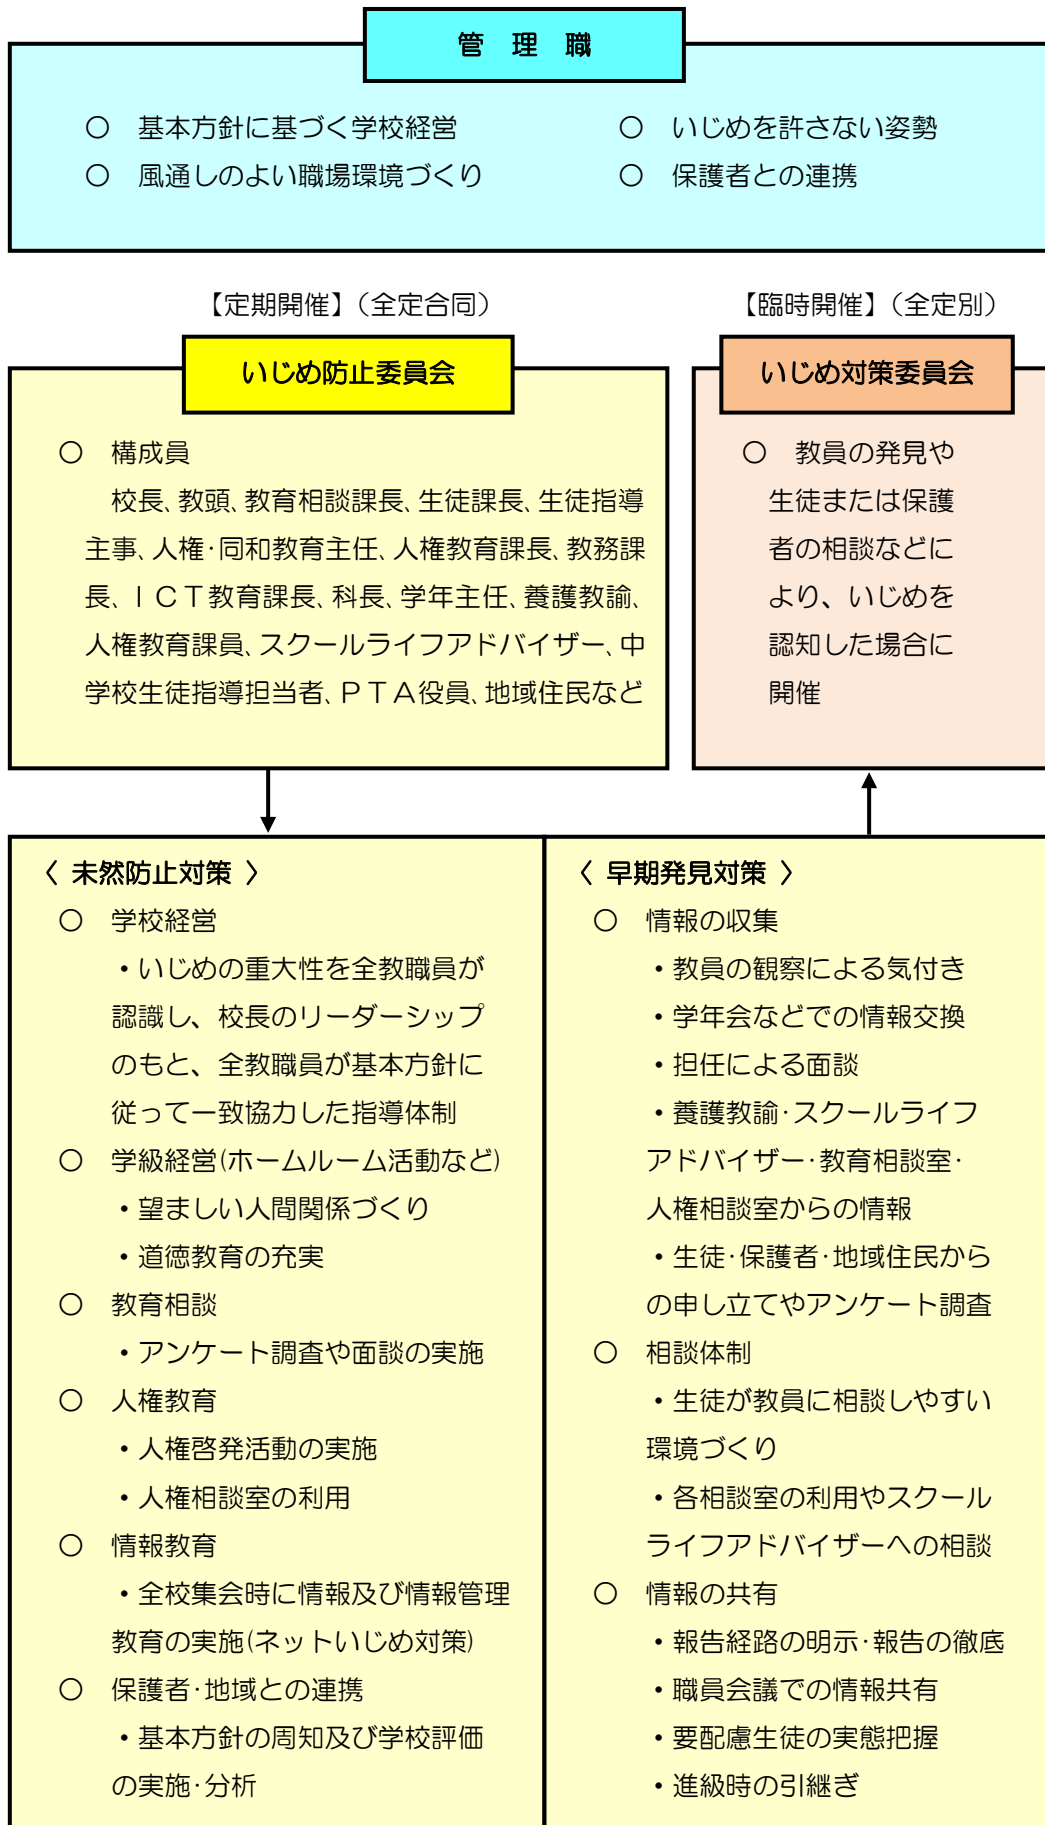 管 理 職
○ 基本方針に基づく学校経営
○ いじめを許さない姿勢
○ 風通しのよい職場環境づくり
○ 保護者との連携
【定期開催】（全定合同）
【臨時開催】（全定別）
いじめ防止委員会
○ 構成員
校長、教頭、教育相談課長、生徒課長、生徒指導
主事、人権・同和教育主任、人権教育課長、教務課
長、ＩＣＴ教育課長、科長、学年主任、養護教諭、
人権教育課員、スクールライフアドバイザー、中
学校生徒指導担当者、ＰＴＡ役員、地域住民など
いじめ対策委員会
○ 教員の発見や
生徒または保護
者の相談などに
より、いじめを
認知した場合に
開催
〈 未然防止対策 〉
○ 学校経営
・いじめの重大性を全教職員が
認識し、校長のリーダーシップ
のもと、全教職員が基本方針に
従って一致協力した指導体制
○ 学級経営(ホームルーム活動など)
・望ましい人間関係づくり
・道徳教育の充実
○ 教育相談
・アンケート調査や面談の実施
○ 人権教育
・人権啓発活動の実施
・人権相談室の利用
○ 情報教育
・全校集会時に情報及び情報管理
教育の実施(ネットいじめ対策)
○ 保護者・地域との連携
・基本方針の周知及び学校評価
の実施・分析
〈 早期発見対策 〉
○ 情報の収集
・教員の観察による気付き
・学年会などでの情報交換
・担任による面談
・養護教諭・スクールライフ
アドバイザー・教育相談室・
人権相談室からの情報
・生徒・保護者・地域住民から
の申し立てやアンケート調査
○ 相談体制
・生徒が教員に相談しやすい
環境づくり
・各相談室の利用やスクール
ライフアドバイザーへの相談
○ 情報の共有
・報告経路の明示・報告の徹底
・職員会議での情報共有
・要配慮生徒の実態把握
・進級時の引継ぎ